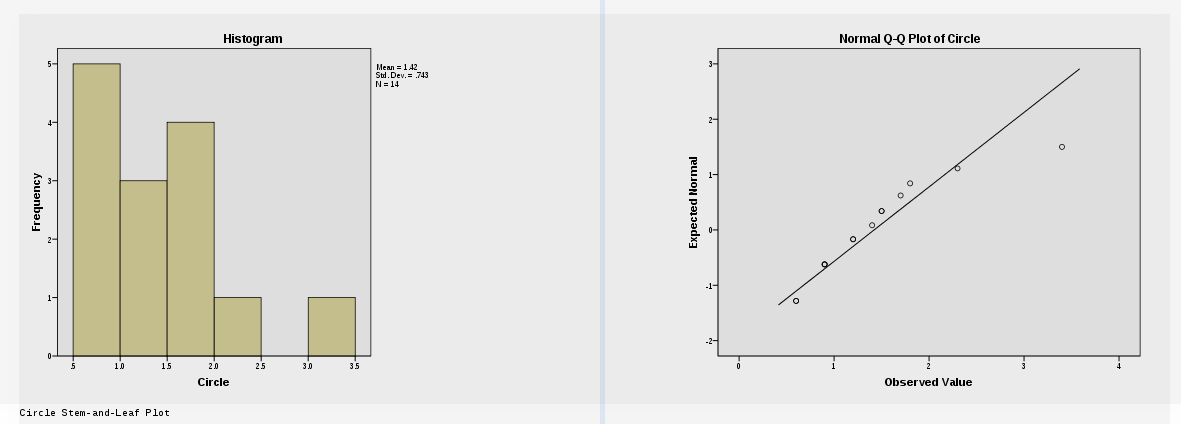 Histogram
Mean = 1.42
Std. Dev. = .743
N = 14
5
4
3
2
1
0
Frequency
.5
1.0
1.5
2.0
2.5
3.0
3.5
Circle
Normal Q-Q Plot of Circle
3
2
1
0
-1
-2
Expected Normal
0
1
2
3
4
Observed Value
Circle Stem-and-Leaf Plot